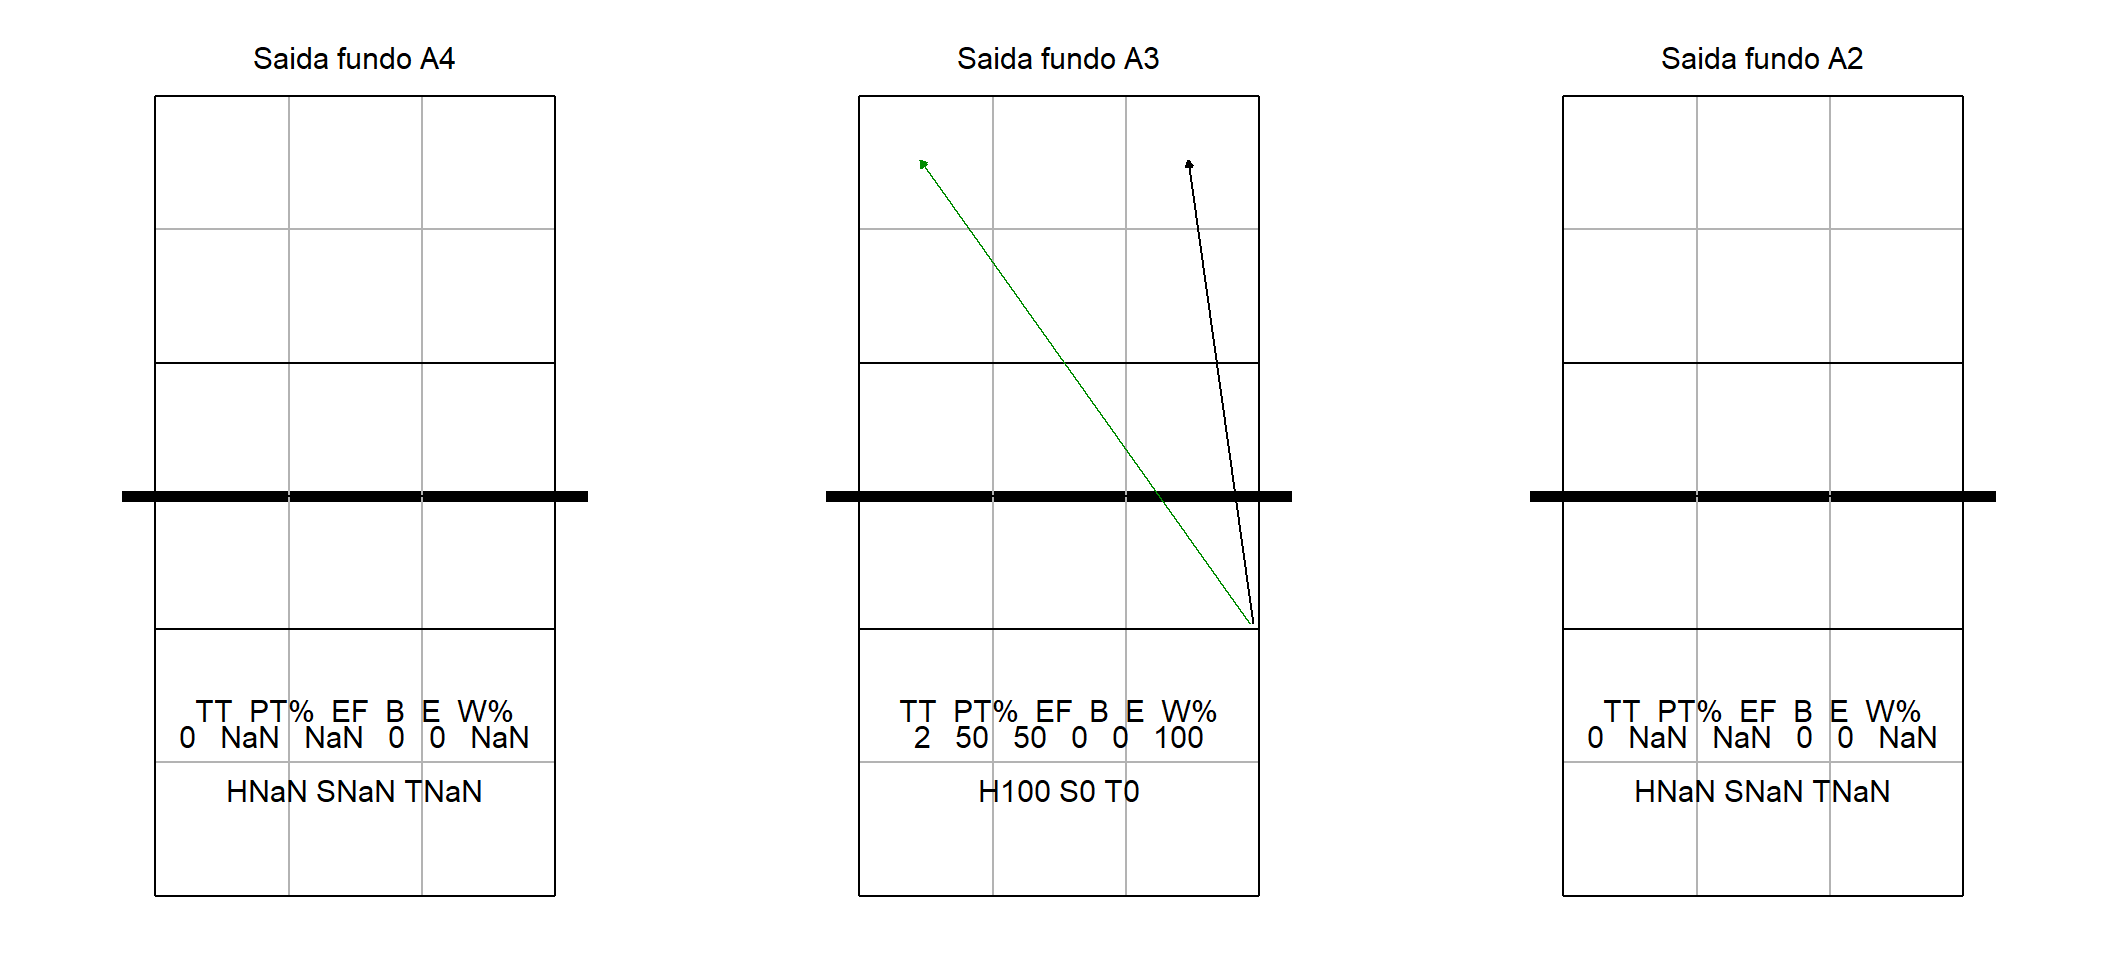 Saida fundo A4
TT PT% EF B E W%
0 NaN NaN 0 0 NaN
HNaN SNaN TNaN
Saida fundo A3
TT PT% EF B E W%
2 50 50 0 0 100
H100 S0 T0
Saida fundo A2
TT PT% EF B E W%
0 NaN NaN 0 0 NaN
HNaN SNaN TNaN